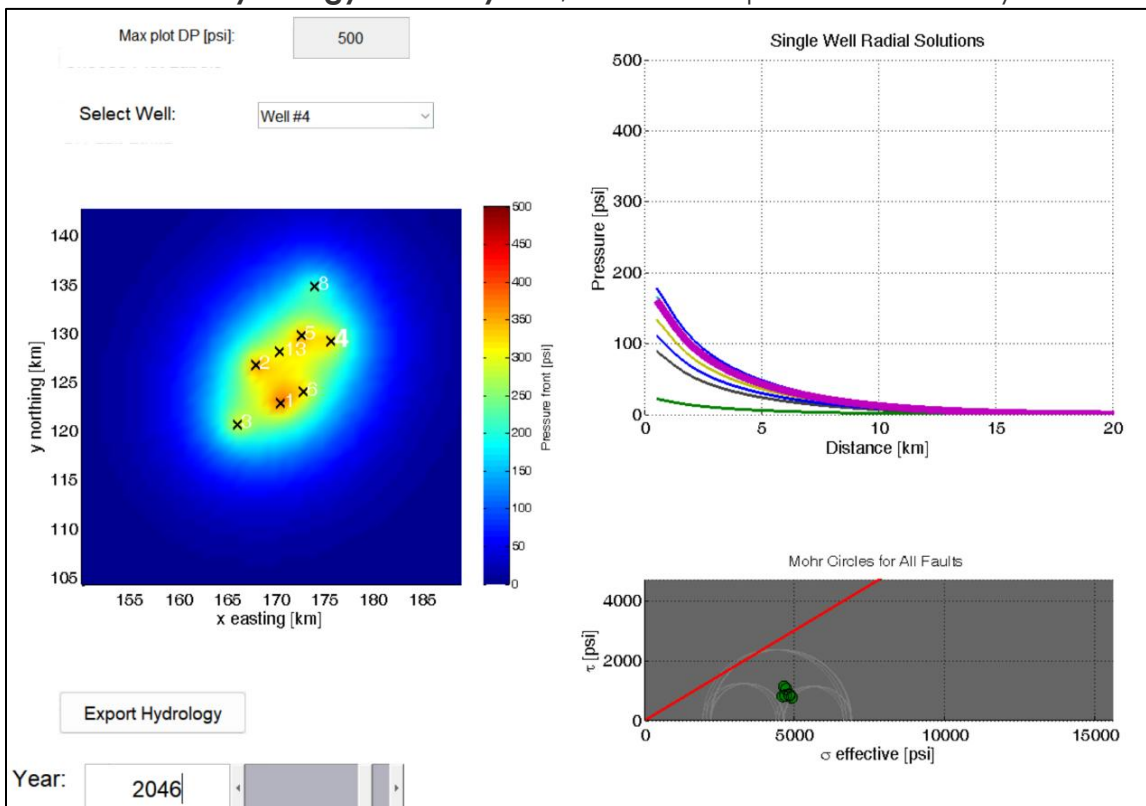 Max plot DP [psi]:
500
Select Well:
Well #4
140
135
130
125
120
115
110
105
155 160 165 170 175 180 185
x easting [km]
y northing [km]
8
5
4
13
2
6
1
3
500
450
400
350
300
250
200
150
100
50
0
Pressure front [psi]
Single Well Radial Solutions
500
400
300
200
100
0
Pressure [psi]
0 5 10 15 20
Distance [km]
Mohr Circles for All Faults
4000
2000
0
τ [psi]
0 5000 10000 15000
σ effective [psi]
Export Hydrology
Year:
2046